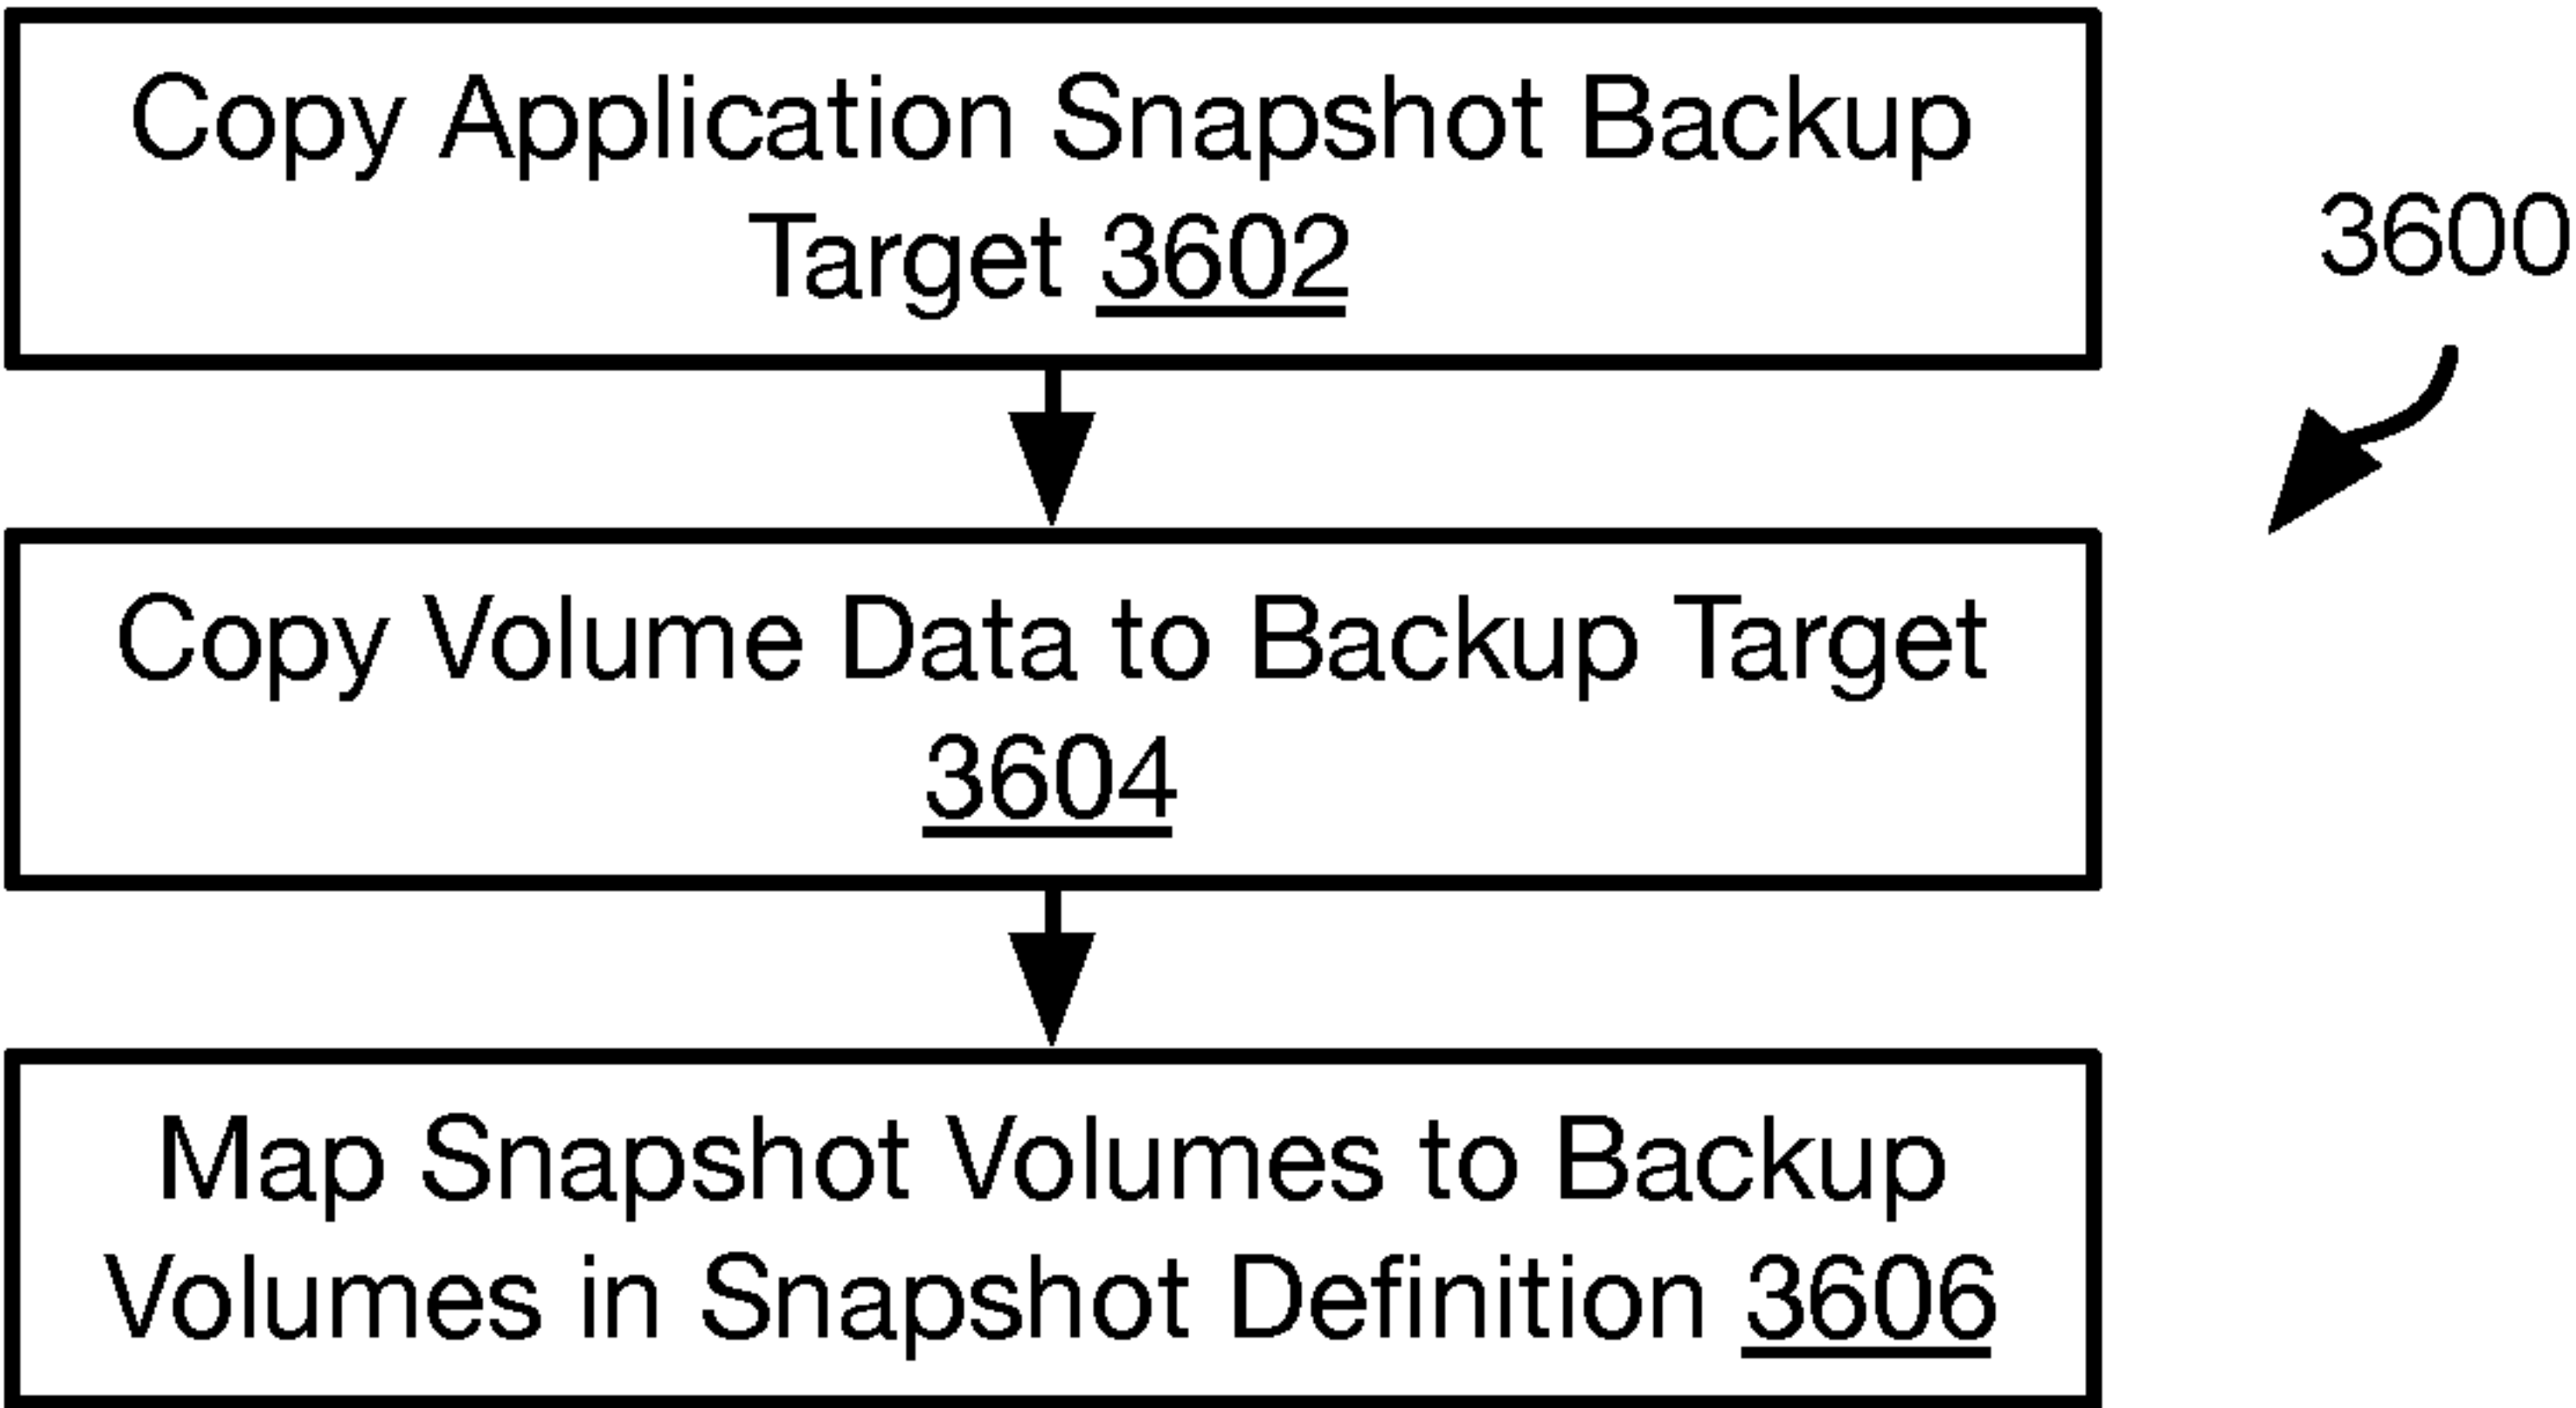 Copy Application Snapshot Backup
Target 3602
3600
Copy Volume Data to Backup Target
3604
Map Snapshot Volumes to Backup
Volumes in Snapshot Definition 3606